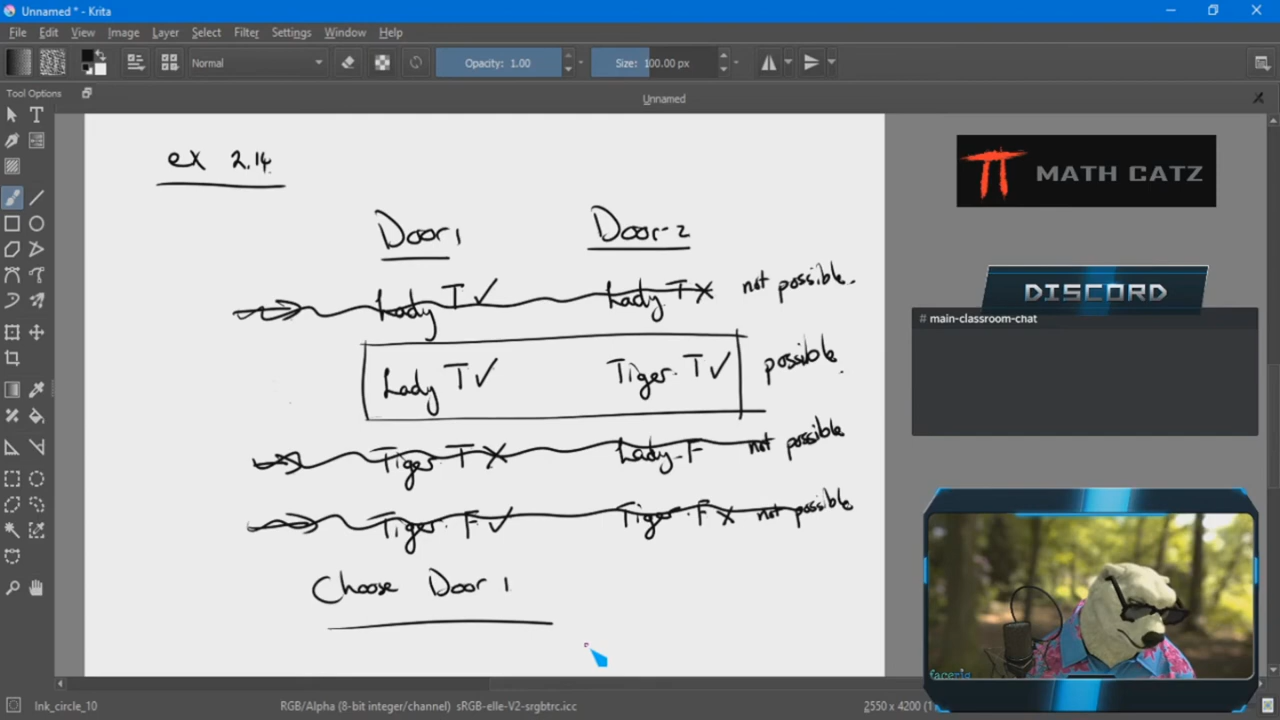 Unnamed * - Krita
File Edit View Image Layer Select Filter Settings Window Help
Normal Opacity: 1.00 Size: 100.00 px
Tool Options
Unnamed
ex 2.14
Door 1 Door-2
Lady T ✓ Lady T X not possible.
Lady T ✓ Tiger T ✓ possible
Tiger T X Lady F not possible
Tiger F ✓ Tiger F X not possible
Choose Door 1
MATH CATZ
DISCORD
# main-classroom-chat
facerig
Ink_circle_10 RGB/Alpha (8-bit integer/channel) sRGB-elle-V2-srgbtrc.icc 2550 x 4200 (1